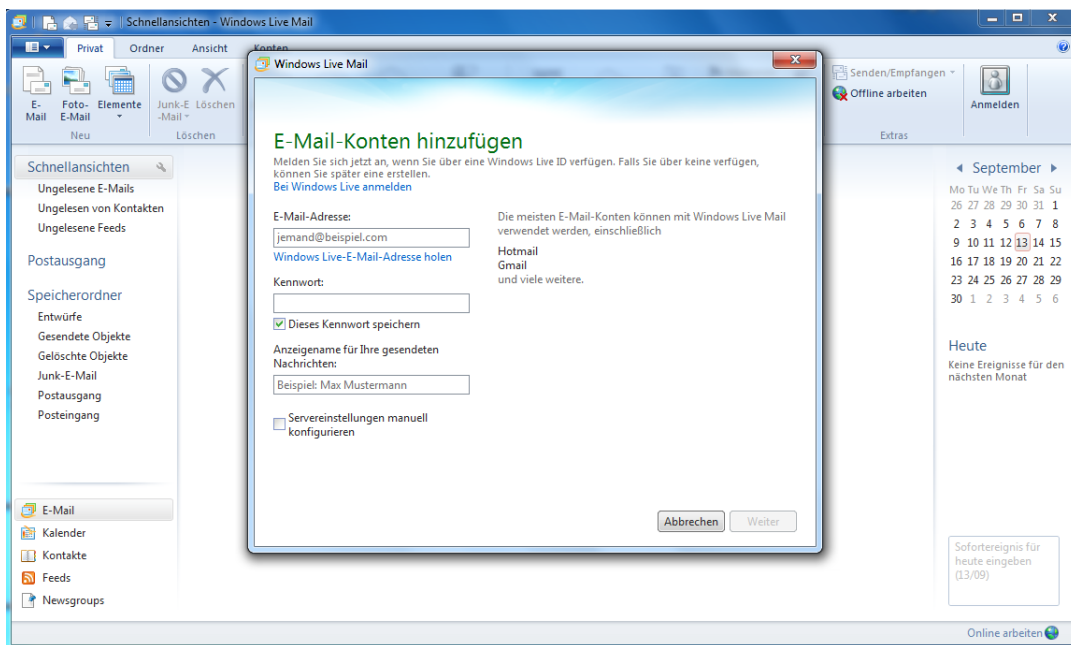 Schnellansichten - Windows Live Mail
Privat Ordner Ansicht Konten
E-Mail
Foto-E-Mail
Elemente
Neu
Junk-E-Mail
Löschen
Löschen
Senden/Empfangen
Offline arbeiten
Extras
Anmelden
Schnellansichten
Ungelesene E-Mails
Ungelesen von Kontakten
Ungelesene Feeds
Postausgang
Speicherordner
Entwürfe
Gesendete Objekte
Gelöschte Objekte
Junk-E-Mail
Postausgang
Posteingang
E-Mail
Kalender
Kontakte
Feeds
Newsgroups
Windows Live Mail
E-Mail-Konten hinzufügen
Melden Sie sich jetzt an, wenn Sie über eine Windows Live ID verfügen. Falls Sie über keine verfügen,
können Sie später eine erstellen.
Bei Windows Live anmelden
E-Mail-Adresse:
jemand@beispiel.com
Windows Live-E-Mail-Adresse holen
Kennwort:
Dieses Kennwort speichern
Anzeigename für Ihre gesendeten
Nachrichten:
Beispiel: Max Mustermann
Servereinstellungen manuell
konfigurieren
Die meisten E-Mail-Konten können mit Windows Live Mail
verwendet werden, einschließlich
Hotmail
Gmail
und viele weitere.
Abbrechen Weiter
September
Mo Tu We Th Fr Sa Su
26 27 28 29 30 31 1
2 3 4 5 6 7 8
9 10 11 12 13 14 15
16 17 18 19 20 21 22
23 24 25 26 27 28 29
30 1 2 3 4 5 6
Heute
Keine Ereignisse für den
nächsten Monat
Sofortereignis für
heute eingeben
(13/09)
Online arbeiten